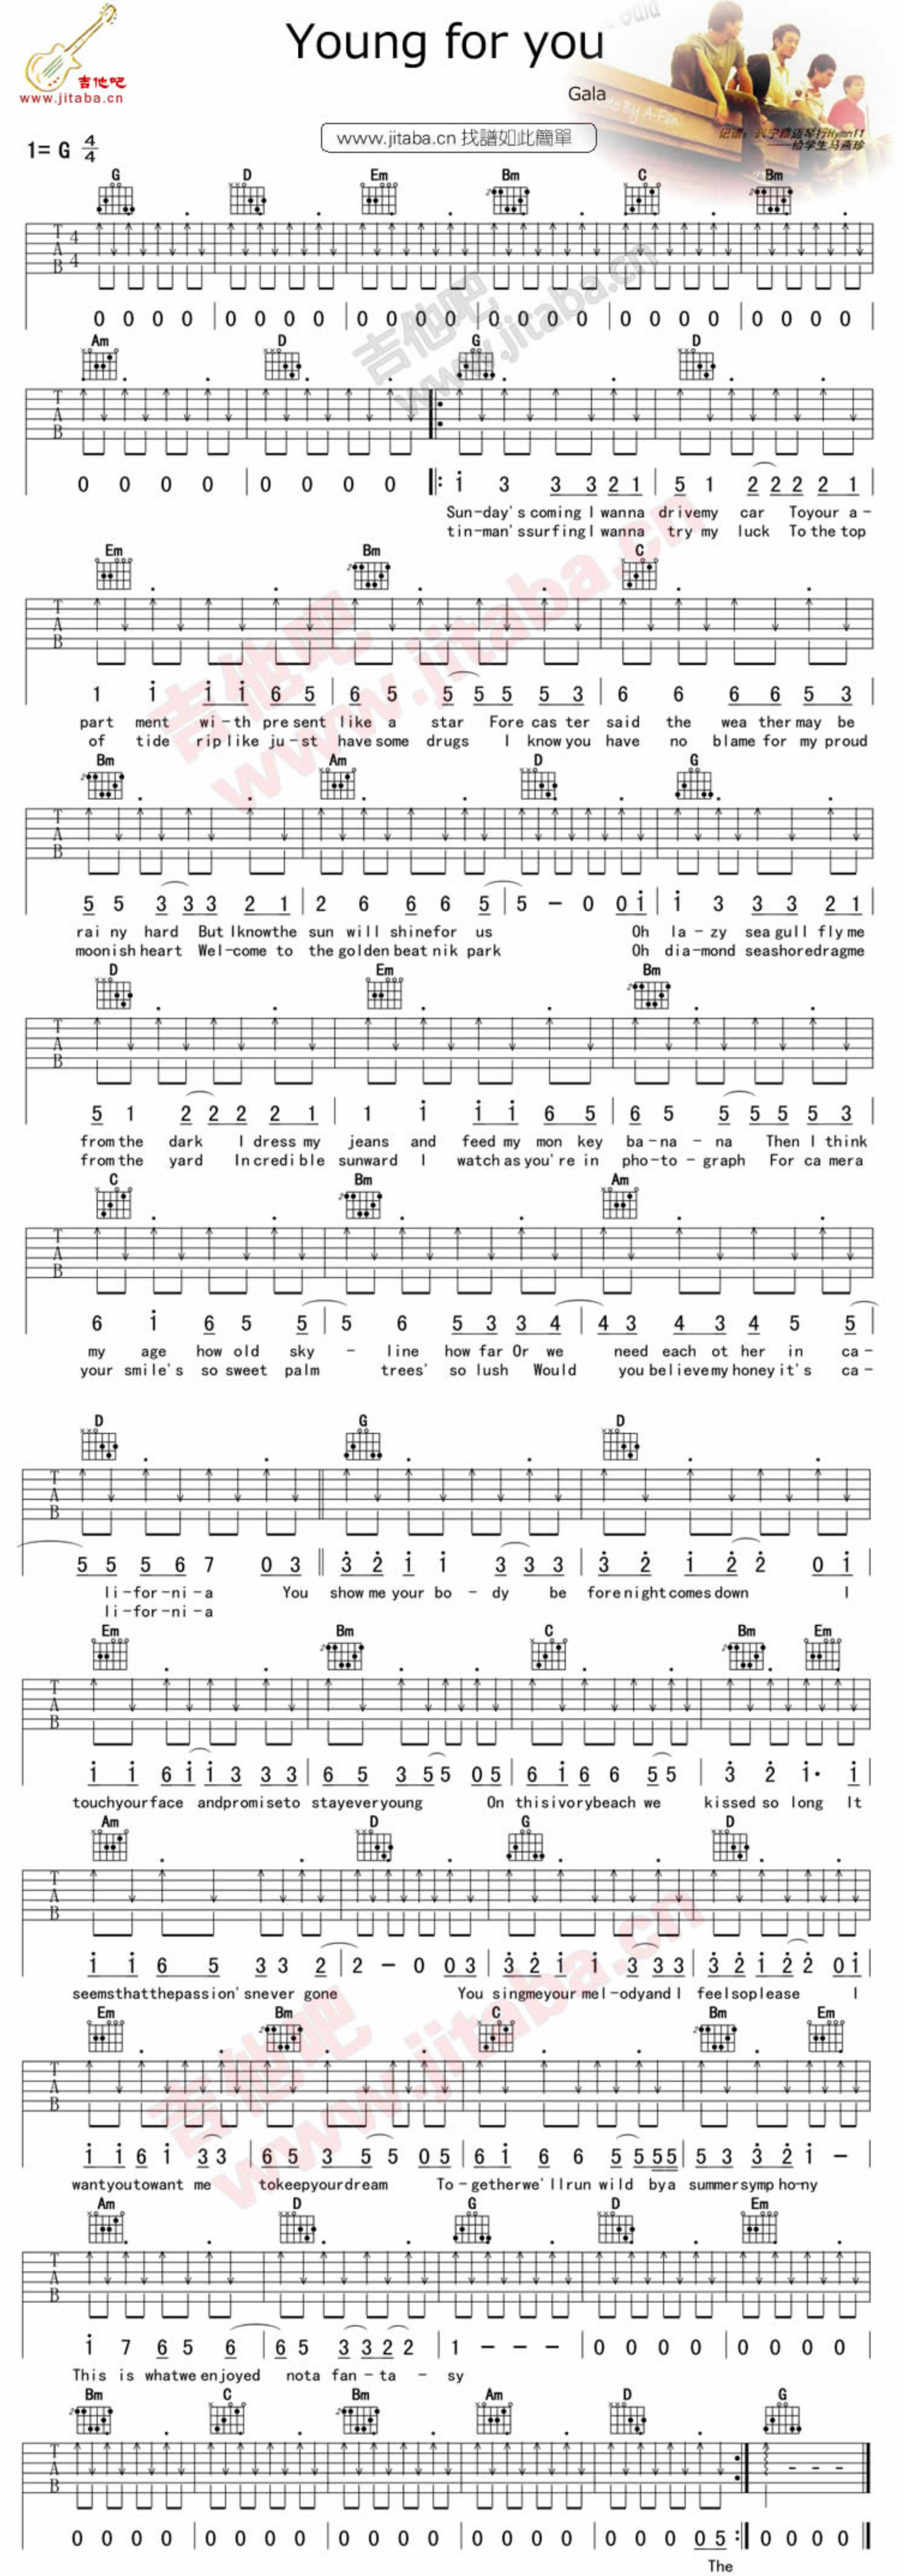 Young for you
Gala
吉他吧
www.jitaba.cn
www.jitaba.cn 找譜如此簡單
1= G 4/4
——给学生马燕珍
G D Em Bm C Bm
T A B 4 4
0 0 0 0 | 0 0 0 0 | 0 0 0 0 | 0 0 0 0 | 0 0 0 0 | 0 0 0 0 |
Am D G D
T A B
0 0 0 0 | 0 0 0 0 |: i 3 3 3 2 1 | 5 1 2 2 2 2 1 |
Sun-day's coming I wanna drivemy car Toyour a-
tin-man'ssurfingI wanna try my luck To the top
Em Bm C
T A B
1 i i i 6 5 | 6 5 5 5 5 5 3 | 6 6 6 6 5 3
part ment wi-th present like a star Fore cas ter said the wea thermay be
of tide rip like ju-st have some drugs I know you have no blame for my proud
Bm Am D G
T A B
5 5 3 3 3 2 1 | 2 6 6 6 5 | 5 - 0 0 i | i 3 3 3 2 1 |
rai ny hard But Iknowthe sun will shinefor us Oh la-zy sea gull fly me
moonish heart Wel-come to the golden beat nik park Oh dia-mond seashoredragme
D Em Bm
T A B
5 1 2 2 2 2 1 | 1 i i i 6 5 | 6 5 5 5 5 5 3 |
from the dark I dress my jeans and feed my mon key ba-na - na Then I think
from the yard In credible sunward I watch as you're in pho-to-graph For ca mera
C Bm Am
T A B
6 i 6 5 5 | 5 6 5 3 3 4 | 4 3 4 3 4 5 5 |
my age how old sky - line how far Or we need each ot her in ca-
your smile's so sweet palm trees' so lush Would you believemy honey it's ca-
D G D
T A B
5 5 5 6 7 0 3 || 3 2 i i 3 3 3 | 3 2 i 2 2 0 i |
li-for-ni-a You show me your bo - dy be fore night comes down I
li-for-ni-a
Em Bm C Bm Em
T A B
i i 6 i i 3 3 3 | 6 5 3 5 5 0 5 | 6 i 6 6 5 5 | 3 2 i· i |
touchyourface andpromiseto stayeveryoung On thisivorybeach we kissed so long It
Am D G D
T A B
i i 6 5 3 3 2 | 2 - 0 0 3 | 3 2 i i 3 3 3 | 3 2 i 2 2 0 i |
seemsthatthepassion'snever gone You singmeyour mel-odyand I feelsoplease I
Em Bm C Bm Em
T A B
i i 6 i 3 3 | 6 5 3 5 5 0 5 | 6 i 6 6 5 5 5 5 5 | 5 3 3 2 i - |
wantyoutowant me tokeepyourdream To-getherwe'llrun wild bya summersymp ho-ny
Am D G D Em
T A B
i 7 6 5 6 | 6 5 3 3 2 2 | 1 - - - | 0 0 0 0 | 0 0 0 0 |
This is whatwe enjoyed nota fan-ta - sy
Bm C Bm Am D G
T A B
0 0 0 0 | 0 0 0 0 | 0 0 0 0 | 0 0 0 0 | 0 0 0 0 5 :| 0 0 0 0 ||
The